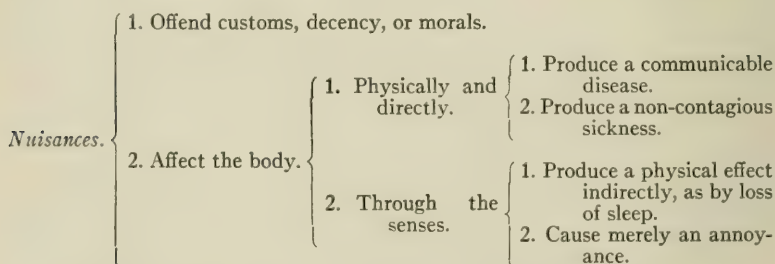 1. Offend customs, decency, or morals.
Nuisances.
2. Affect the body.
1. Physically and
directly.
1. Produce a communicable
disease.
2. Produce a non-contagious
sickness.
2. Through the
senses.
1. Produce a physical effect
indirectly, as by loss
of sleep.
2. Cause merely an annoy-
ance.